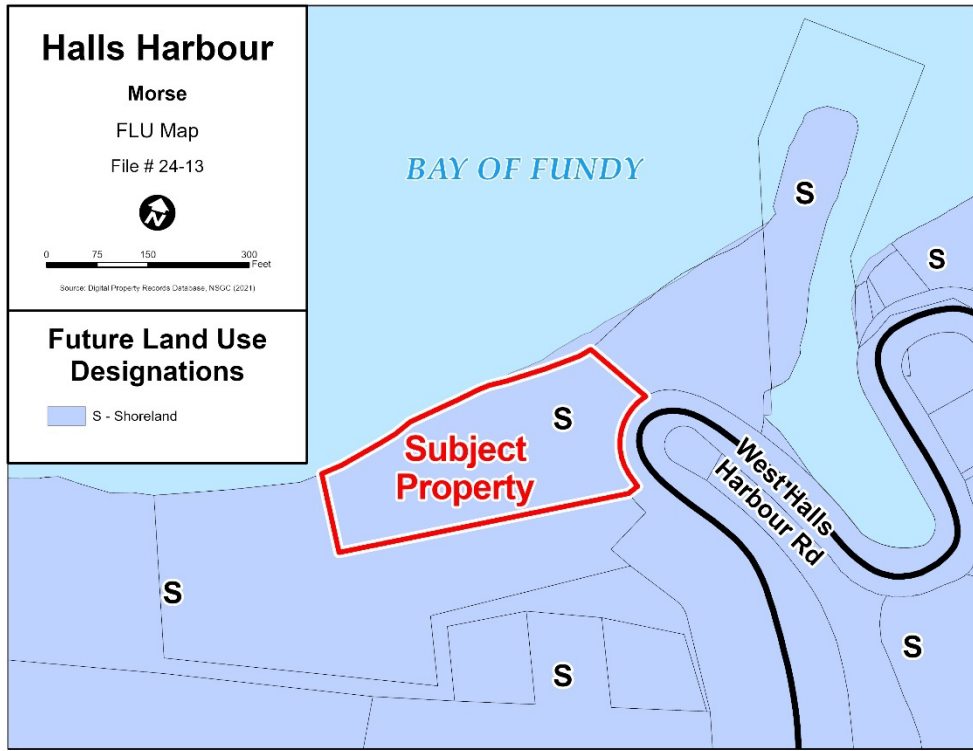 Halls Harbour
Morse
FLU Map
File # 24-13
N
0 75 150 300
Feet
Source: Digital Property Records Database, NSGC (2021)
Future Land Use
Designations
S - Shoreland
BAY OF FUNDY
S
S
S
Subject
Property
West Halls
Harbour Rd
S
S
S